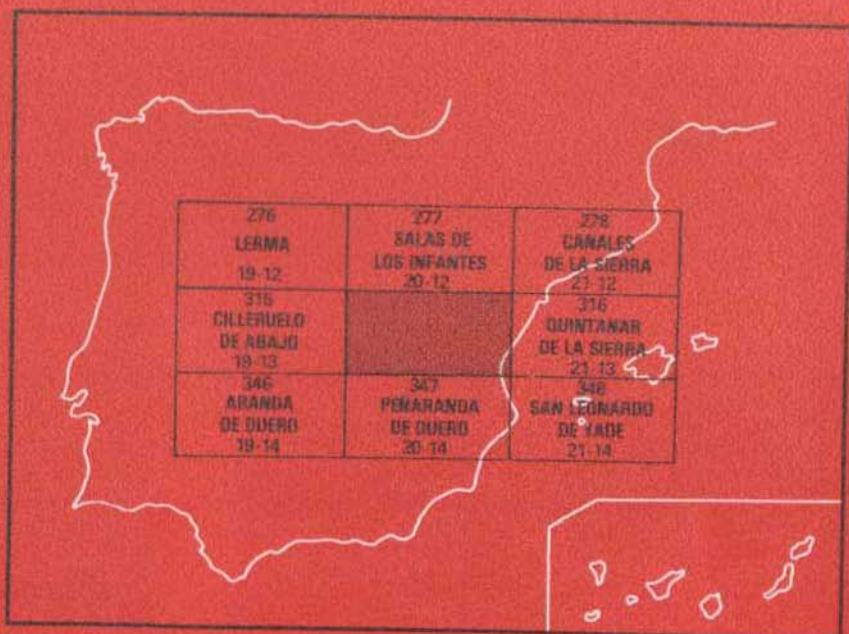 276
LERMA
19-12
277
SALAS DE
LOS INFANTES
20-12
278
CANALES
DE LA SIERRA
21-12
CILLERUELO
DE ABAJO
19-13
316
QUINTANAR
DE LA SIERRA
21-13
346
ARANDA
DE DUERO
19-14
347
PEÑARANDA
DE DUERO
20-14
348
SAN LEONARDO
DE
21-14